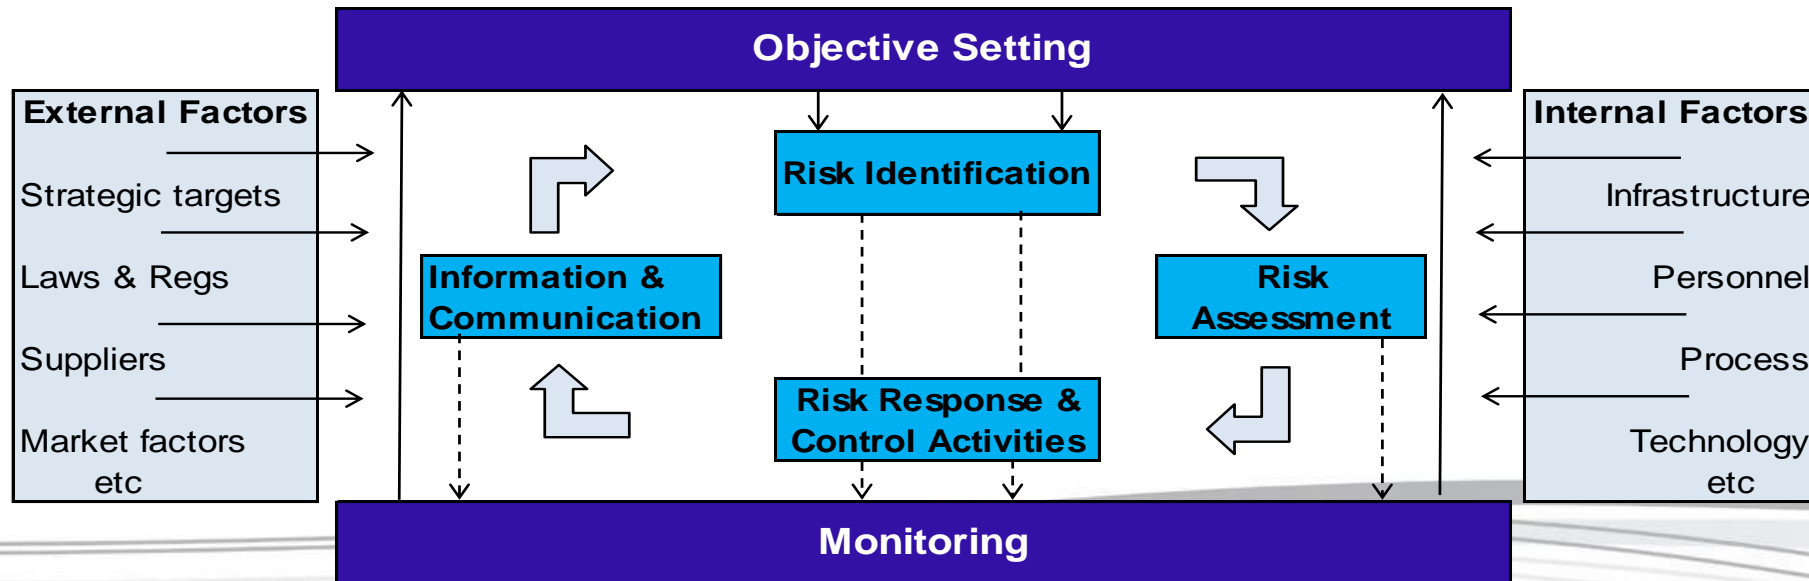 Objective Setting
External Factors
Strategic targets
Laws & Regs
Suppliers
Market factors
etc
Risk Identification
Information &
Communication
Risk
Assessment
Risk Response &
Control Activities
Internal Factors
Infrastructure
Personnel
Process
Technology
etc
Monitoring